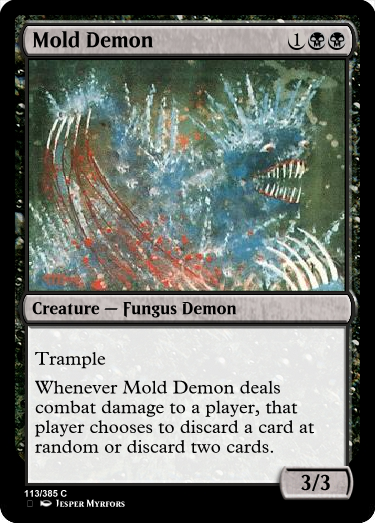 Mold Demon 1
Creature — Fungus Demon
Trample
Whenever Mold Demon deals
combat damage to a player, that
player chooses to discard a card at
random or discard two cards.
3/3
113/385 C
Jesper Myrfors